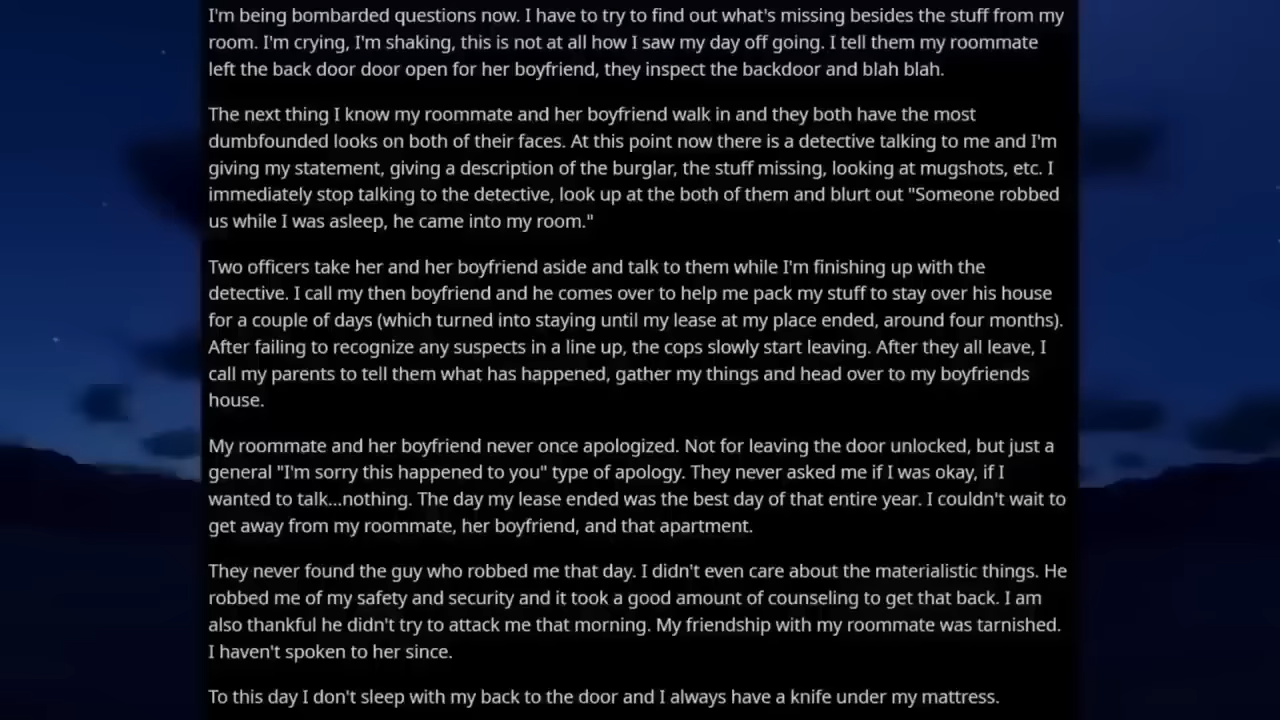 I'm being bombarded questions now. I have to try to find out what's missing besides the stuff from my
room. I'm crying, I'm shaking, this is not at all how I saw my day off going. I tell them my roommate
left the back door door open for her boyfriend, they inspect the backdoor and blah blah.
The next thing I know my roommate and her boyfriend walk in and they both have the most
dumbfounded looks on both of their faces. At this point now there is a detective talking to me and I'm
giving my statement, giving a description of the burglar, the stuff missing, looking at mugshots, etc. I
immediately stop talking to the detective, look up at the both of them and blurt out "Someone robbed
us while I was asleep, he came into my room."
Two officers take her and her boyfriend aside and talk to them while I'm finishing up with the
detective. I call my then boyfriend and he comes over to help me pack my stuff to stay over his house
for a couple of days (which turned into staying until my lease at my place ended, around four months).
After failing to recognize any suspects in a line up, the cops slowly start leaving. After they all leave, I
call my parents to tell them what has happened, gather my things and head over to my boyfriends
house.
My roommate and her boyfriend never once apologized. Not for leaving the door unlocked, but just a
general "I'm sorry this happened to you" type of apology. They never asked me if I was okay, if I
wanted to talk...nothing. The day my lease ended was the best day of that entire year. I couldn't wait to
get away from my roommate, her boyfriend, and that apartment.
They never found the guy who robbed me that day. I didn't even care about the materialistic things. He
robbed me of my safety and security and it took a good amount of counseling to get that back. I am
also thankful he didn't try to attack me that morning. My friendship with my roommate was tarnished.
I haven't spoken to her since.
To this day I don't sleep with my back to the door and I always have a knife under my mattress.